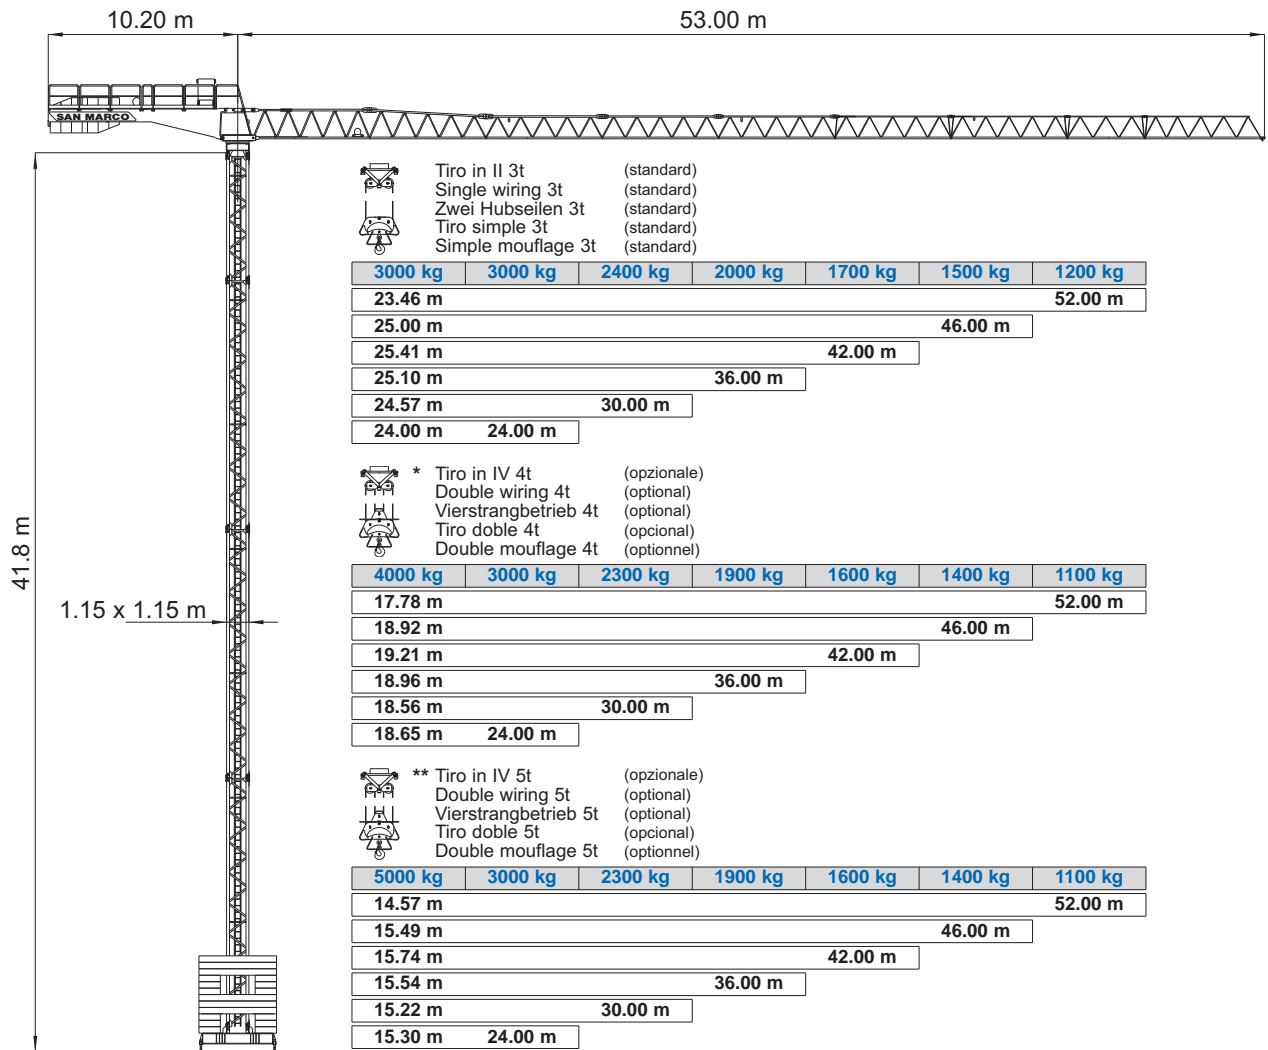 10.20 m 53.00 m
SAN MARCO
Tiro in II 3t (standard)
Single wiring 3t (standard)
Zwei Hubseilen 3t (standard)
Tiro simple 3t (standard)
Simple mouflage 3t (standard)
3000 kg 3000 kg 2400 kg 2000 kg 1700 kg 1500 kg 1200 kg
23.46 m 52.00 m
25.00 m 46.00 m
25.41 m 42.00 m
25.10 m 36.00 m
24.57 m 30.00 m
24.00 m 24.00 m
* Tiro in IV 4t (opzionale)
Double wiring 4t (optional)
Vierstrangbetrieb 4t (optional)
Tiro doble 4t (opcional)
Double mouflage 4t (optionnel)
41.8 m
4000 kg 3000 kg 2300 kg 1900 kg 1600 kg 1400 kg 1100 kg
1.15 x 1.15 m
17.78 m 52.00 m
18.92 m 46.00 m
19.21 m 42.00 m
18.96 m 36.00 m
18.56 m 30.00 m
18.65 m 24.00 m
** Tiro in IV 5t (opzionale)
Double wiring 5t (optional)
Vierstrangbetrieb 5t (optional)
Tiro doble 5t (opcional)
Double mouflage 5t (optionnel)
5000 kg 3000 kg 2300 kg 1900 kg 1600 kg 1400 kg 1100 kg
14.57 m 52.00 m
15.49 m 46.00 m
15.74 m 42.00 m
15.54 m 36.00 m
15.22 m 30.00 m
15.30 m 24.00 m